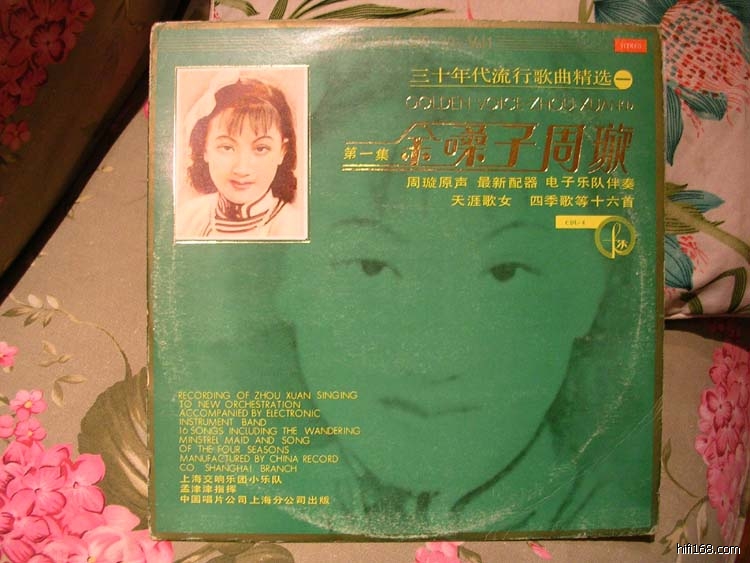 三十年代流行歌曲精选一
GOLDEN VOICE ZHOU XUAN
第一集
金嗓子周璇
周璇原声 最新配器 电子乐队伴奏
天涯歌女 四季歌等十六首
RECORDING OF ZHOU XUAN SINGING
TO NEW ORCHESTRATION
ACCOMPANIED BY ELECTRONIC
INSTRUMENT BAND
16 SONGS INCLUDING THE WANDERING
MINSTREL MAID AND SONG
OF THE FOUR SEASONS
MANUFACTURED BY CHINA RECORD
CO. SHANGHAI BRANCH
上海交响乐团小乐队
孟津津指挥
中国唱片公司上海分公司出版
hifi168.com